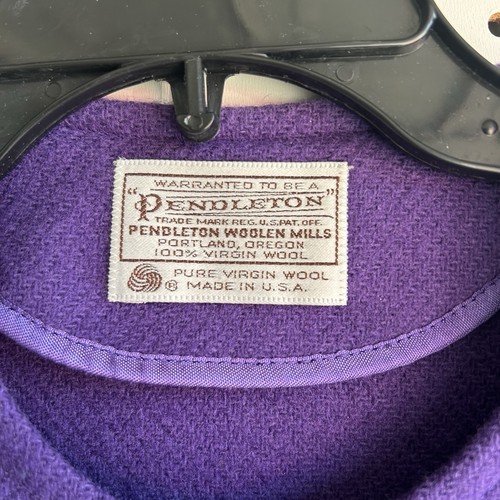 WARRANTED TO BE A
"PENDLETON"
TRADE MARK REG. U.S. PAT. OFF.
PENDLETON WOOLEN MILLS
PORTLAND, OREGON
100% VIRGIN WOOL
PURE VIRGIN WOOL
® MADE IN U.S.A.